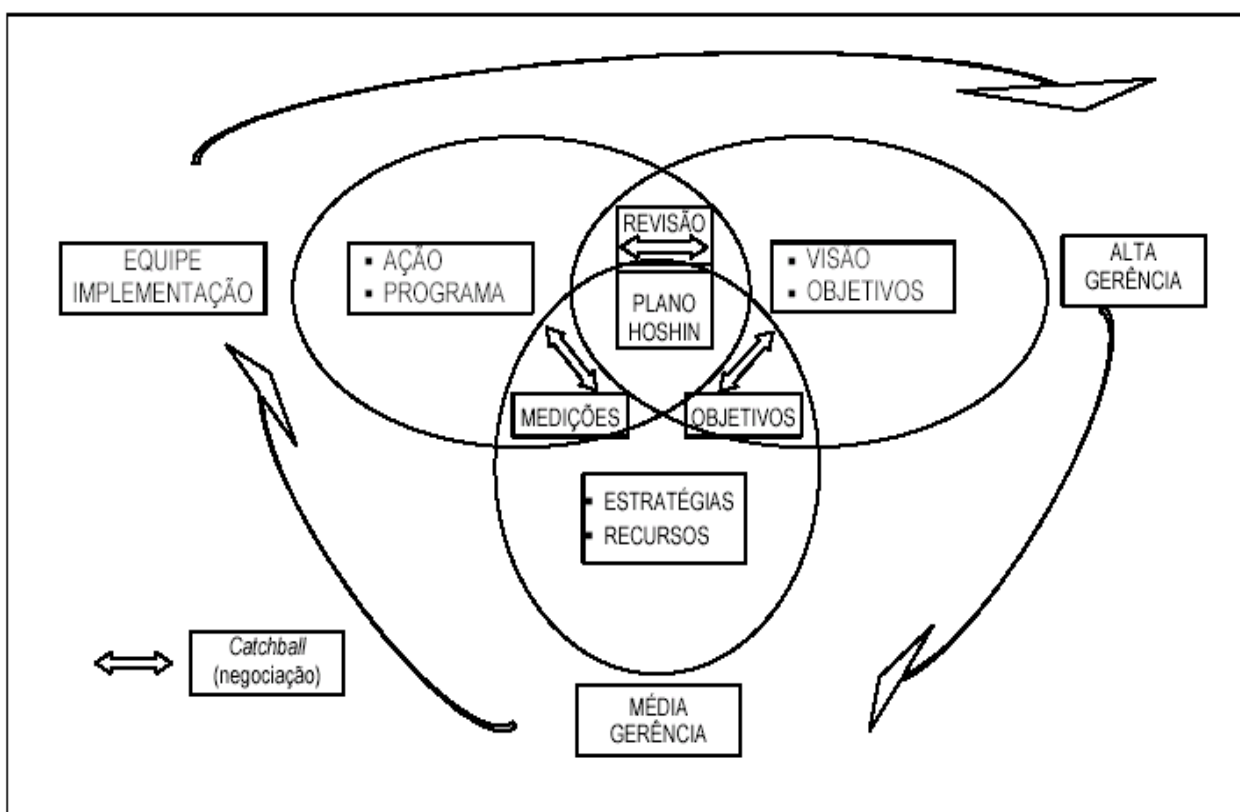 REVISÃO
EQUIPE
IMPLEMENTAÇÃO
▪ AÇÃO
▪ PROGRAMA
▪ VISÃO
▪ OBJETIVOS
ALTA
GERÊNCIA
PLANO
HOSHIN
MEDIÇÕES
OBJETIVOS
▪ ESTRATÉGIAS
▪ RECURSOS
Catchball
(negociação)
MÉDIA
GERÊNCIA